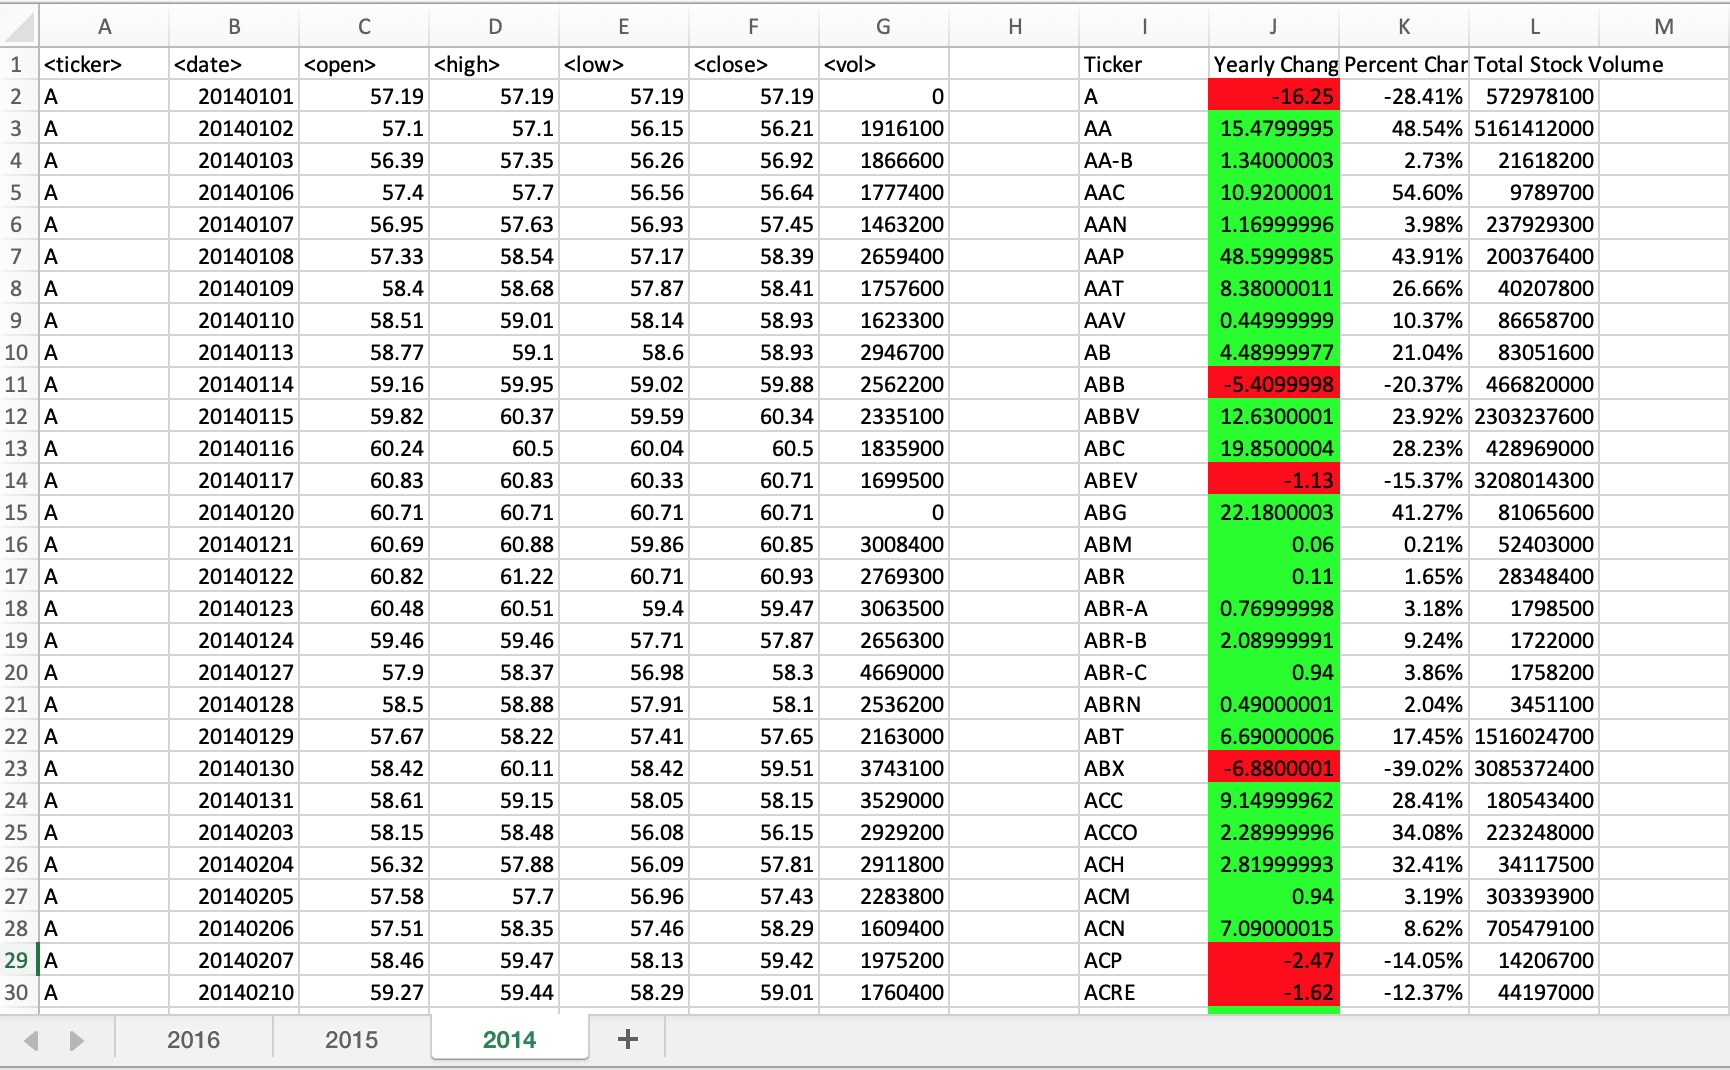 A B C D E F G H I J K L M
1 <ticker> <date> <open> <high> <low> <close> <vol> Ticker Yearly Chang Percent Char Total Stock Volume
2 A 20140101 57.19 57.19 57.19 57.19 0 A -16.25 -28.41% 572978100
3 A 20140102 57.1 57.1 56.15 56.21 1916100 AA 15.4799995 48.54% 5161412000
4 A 20140103 56.39 57.35 56.26 56.92 1866600 AA-B 1.34000003 2.73% 21618200
5 A 20140106 57.4 57.7 56.56 56.64 1777400 AAC 10.9200001 54.60% 9789700
6 A 20140107 56.95 57.63 56.93 57.45 1463200 AAN 1.16999996 3.98% 237929300
7 A 20140108 57.33 58.54 57.17 58.39 2659400 AAP 48.5999985 43.91% 200376400
8 A 20140109 58.4 58.68 57.87 58.41 1757600 AAT 8.38000011 26.66% 40207800
9 A 20140110 58.51 59.01 58.14 58.93 1623300 AAV 0.44999999 10.37% 86658700
10 A 20140113 58.77 59.1 58.6 58.93 2946700 AB 4.48999977 21.04% 83051600
11 A 20140114 59.16 59.95 59.02 59.88 2562200 ABB -5.4099998 -20.37% 466820000
12 A 20140115 59.82 60.37 59.59 60.34 2335100 ABBV 12.6300001 23.92% 2303237600
13 A 20140116 60.24 60.5 60.04 60.5 1835900 ABC 19.8500004 28.23% 428969000
14 A 20140117 60.83 60.83 60.33 60.71 1699500 ABEV -1.13 -15.37% 3208014300
15 A 20140120 60.71 60.71 60.71 60.71 0 ABG 22.1800003 41.27% 81065600
16 A 20140121 60.69 60.88 59.86 60.85 3008400 ABM 0.06 0.21% 52403000
17 A 20140122 60.82 61.22 60.71 60.93 2769300 ABR 0.11 1.65% 28348400
18 A 20140123 60.48 60.51 59.4 59.47 3063500 ABR-A 0.76999998 3.18% 1798500
19 A 20140124 59.46 59.46 57.71 57.87 2656300 ABR-B 2.08999991 9.24% 1722000
20 A 20140127 57.9 58.37 56.98 58.3 4669000 ABR-C 0.94 3.86% 1758200
21 A 20140128 58.5 58.88 57.91 58.1 2536200 ABRN 0.49000001 2.04% 3451100
22 A 20140129 57.67 58.22 57.41 57.65 2163000 ABT 6.69000006 17.45% 1516024700
23 A 20140130 58.42 60.11 58.42 59.51 3743100 ABX -6.8800001 -39.02% 3085372400
24 A 20140131 58.61 59.15 58.05 58.15 3529000 ACC 9.14999962 28.41% 180543400
25 A 20140203 58.15 58.48 56.08 56.15 2929200 ACCO 2.28999996 34.08% 223248000
26 A 20140204 56.32 57.88 56.09 57.81 2911800 ACH 2.81999993 32.41% 34117500
27 A 20140205 57.58 57.7 56.96 57.43 2283800 ACM 0.94 3.19% 303393900
28 A 20140206 57.51 58.35 57.46 58.29 1609400 ACN 7.09000015 8.62% 705479100
29 A 20140207 58.46 59.47 58.13 59.42 1975200 ACP -2.47 -14.05% 14206700
30 A 20140210 59.27 59.44 58.29 59.01 1760400 ACRE -1.62 -12.37% 44197000
2016 2015 2014 +